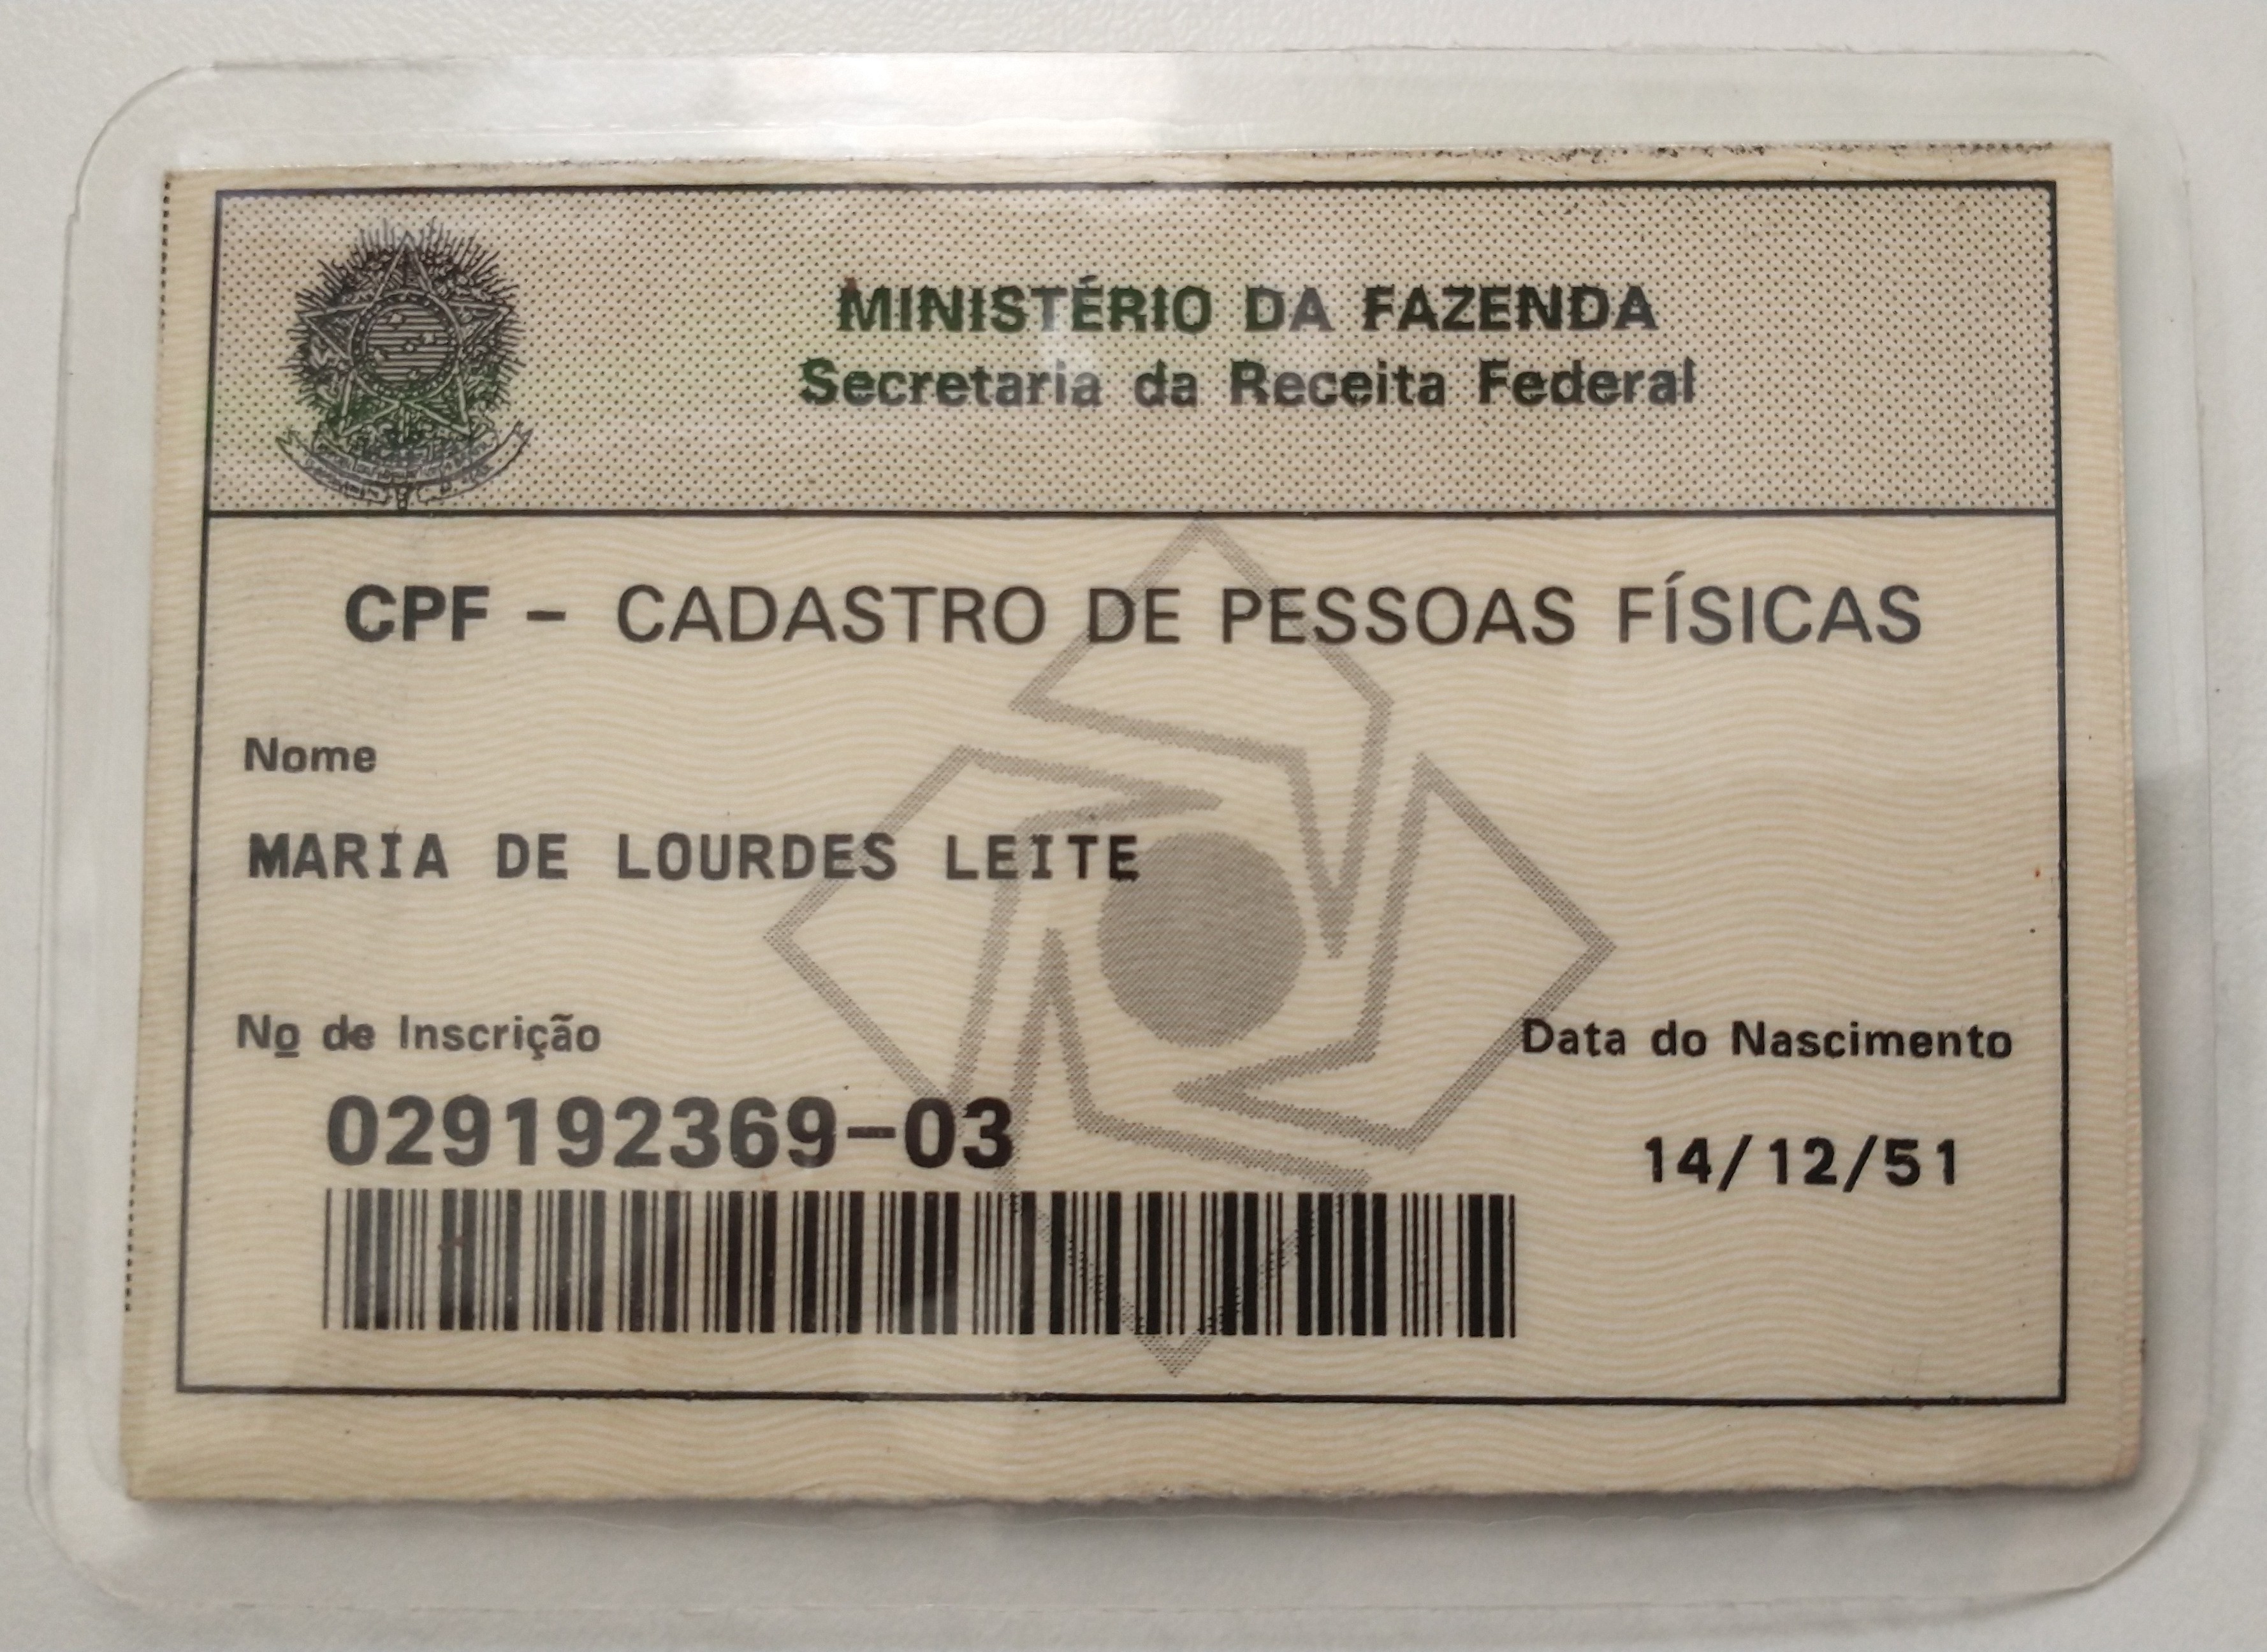 MINISTÉRIO DA FAZENDA
Secretaria da Receita Federal
CPF - CADASTRO DE PESSOAS FÍSICAS
Nome
MARIA DE LOURDES LEITE
Nº de Inscrição
029192369-03
Data do Nascimento
14/12/51